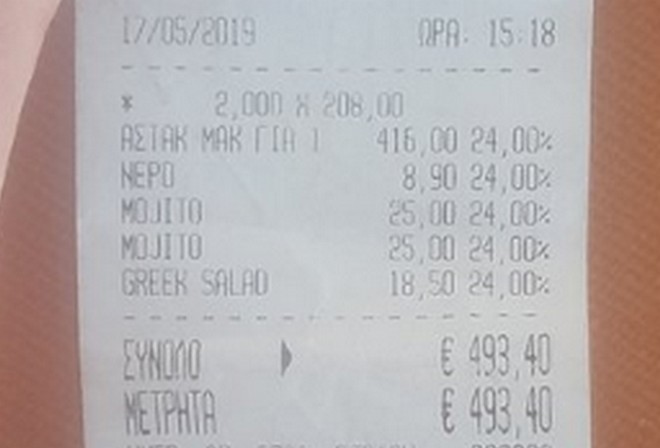 17/05/2019 ΩΡΑ: 15:18
* 2,000 X 208,00
ΑΣΤΑΚ ΜΑΚ ΓΙΑ 1 416,00 24,00%
ΝΕΡΟ 8,90 24,00%
MOJITO 25,00 24,00%
MOJITO 25,00 24,00%
GREEK SALAD 18,50 24,00%
ΣΥΝΟΛΟ € 493,40
ΜΕΤΡΗΤΑ € 493,40